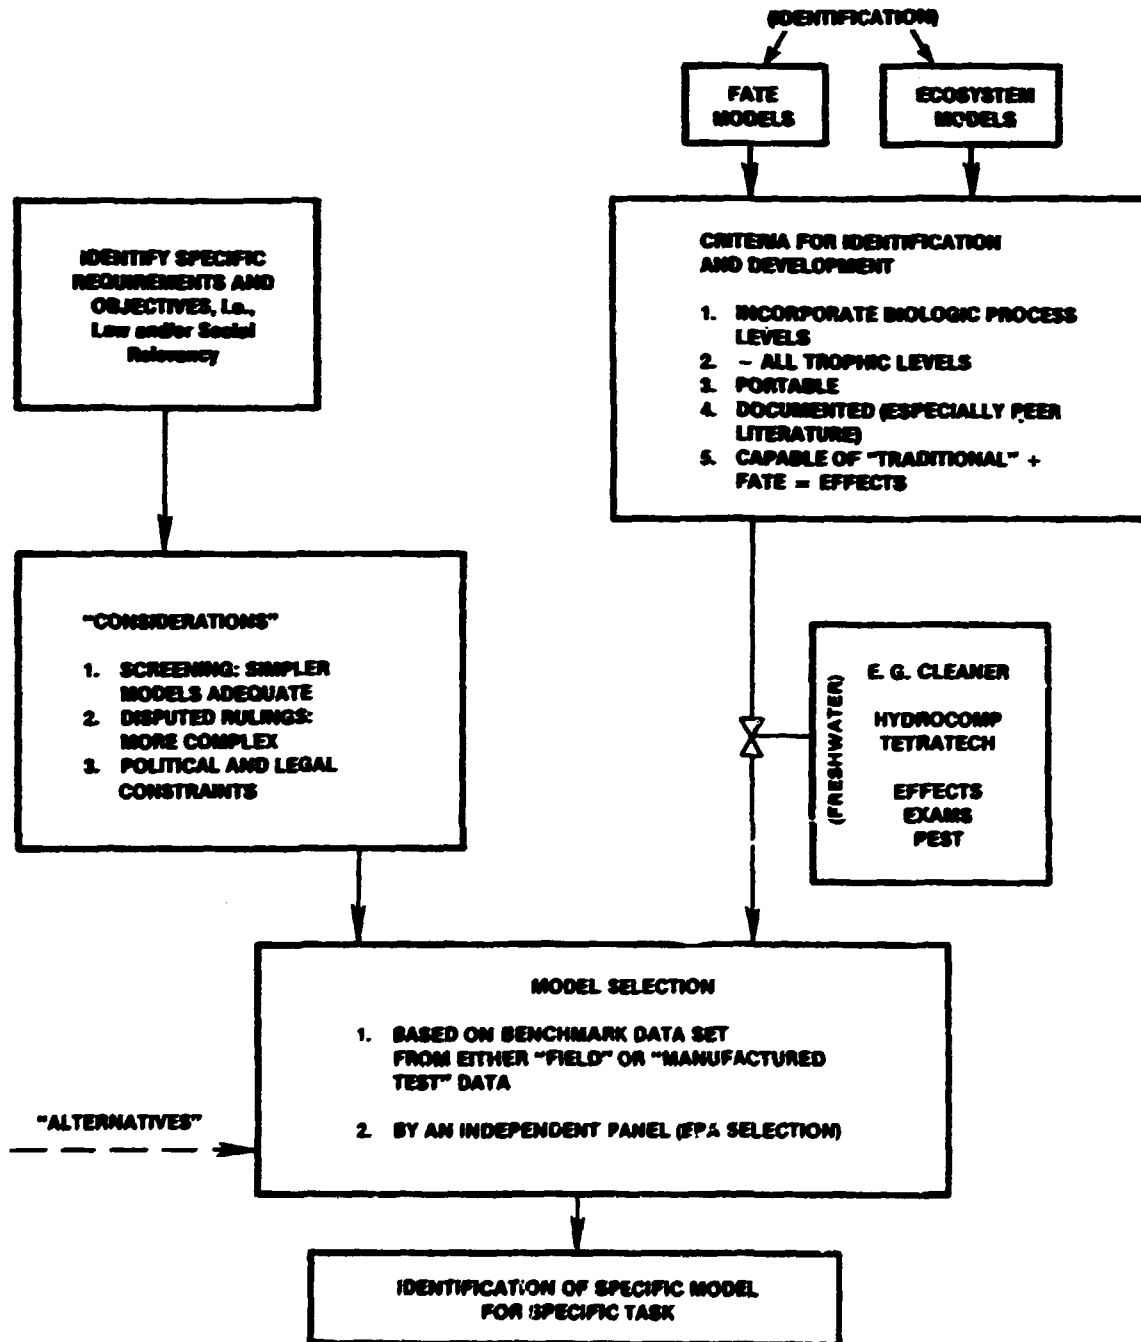 (IDENTIFICATION)
FATE
MODELS
ECOSYSTEM
MODELS
IDENTIFY SPECIFIC
REQUIREMENTS AND
OBJECTIVES, i.e.,
Law and/or Social
Relevancy
CRITERIA FOR IDENTIFICATION
AND DEVELOPMENT
1. INCORPORATE BIOLOGIC PROCESS
LEVELS
2. ~ ALL TROPHIC LEVELS
3. PORTABLE
4. DOCUMENTED (ESPECIALLY PEER
LITERATURE)
5. CAPABLE OF "TRADITIONAL" +
FATE = EFFECTS
"CONSIDERATIONS"
1. SCREENING: SIMPLER
MODELS ADEQUATE
2. DISPUTED RULINGS:
MORE COMPLEX
3. POLITICAL AND LEGAL
CONSTRAINTS
(FRESHWATER)
E. G. CLEANER
HYDROCOMP
TETRATECH
EFFECTS
EXAMS
PEST
MODEL SELECTION
1. BASED ON BENCHMARK DATA SET
FROM EITHER "FIELD" OR "MANUFACTURED
TEST" DATA
2. BY AN INDEPENDENT PANEL (EPA SELECTION)
"ALTERNATIVES"
IDENTIFICATION OF SPECIFIC MODEL
FOR SPECIFIC TASK